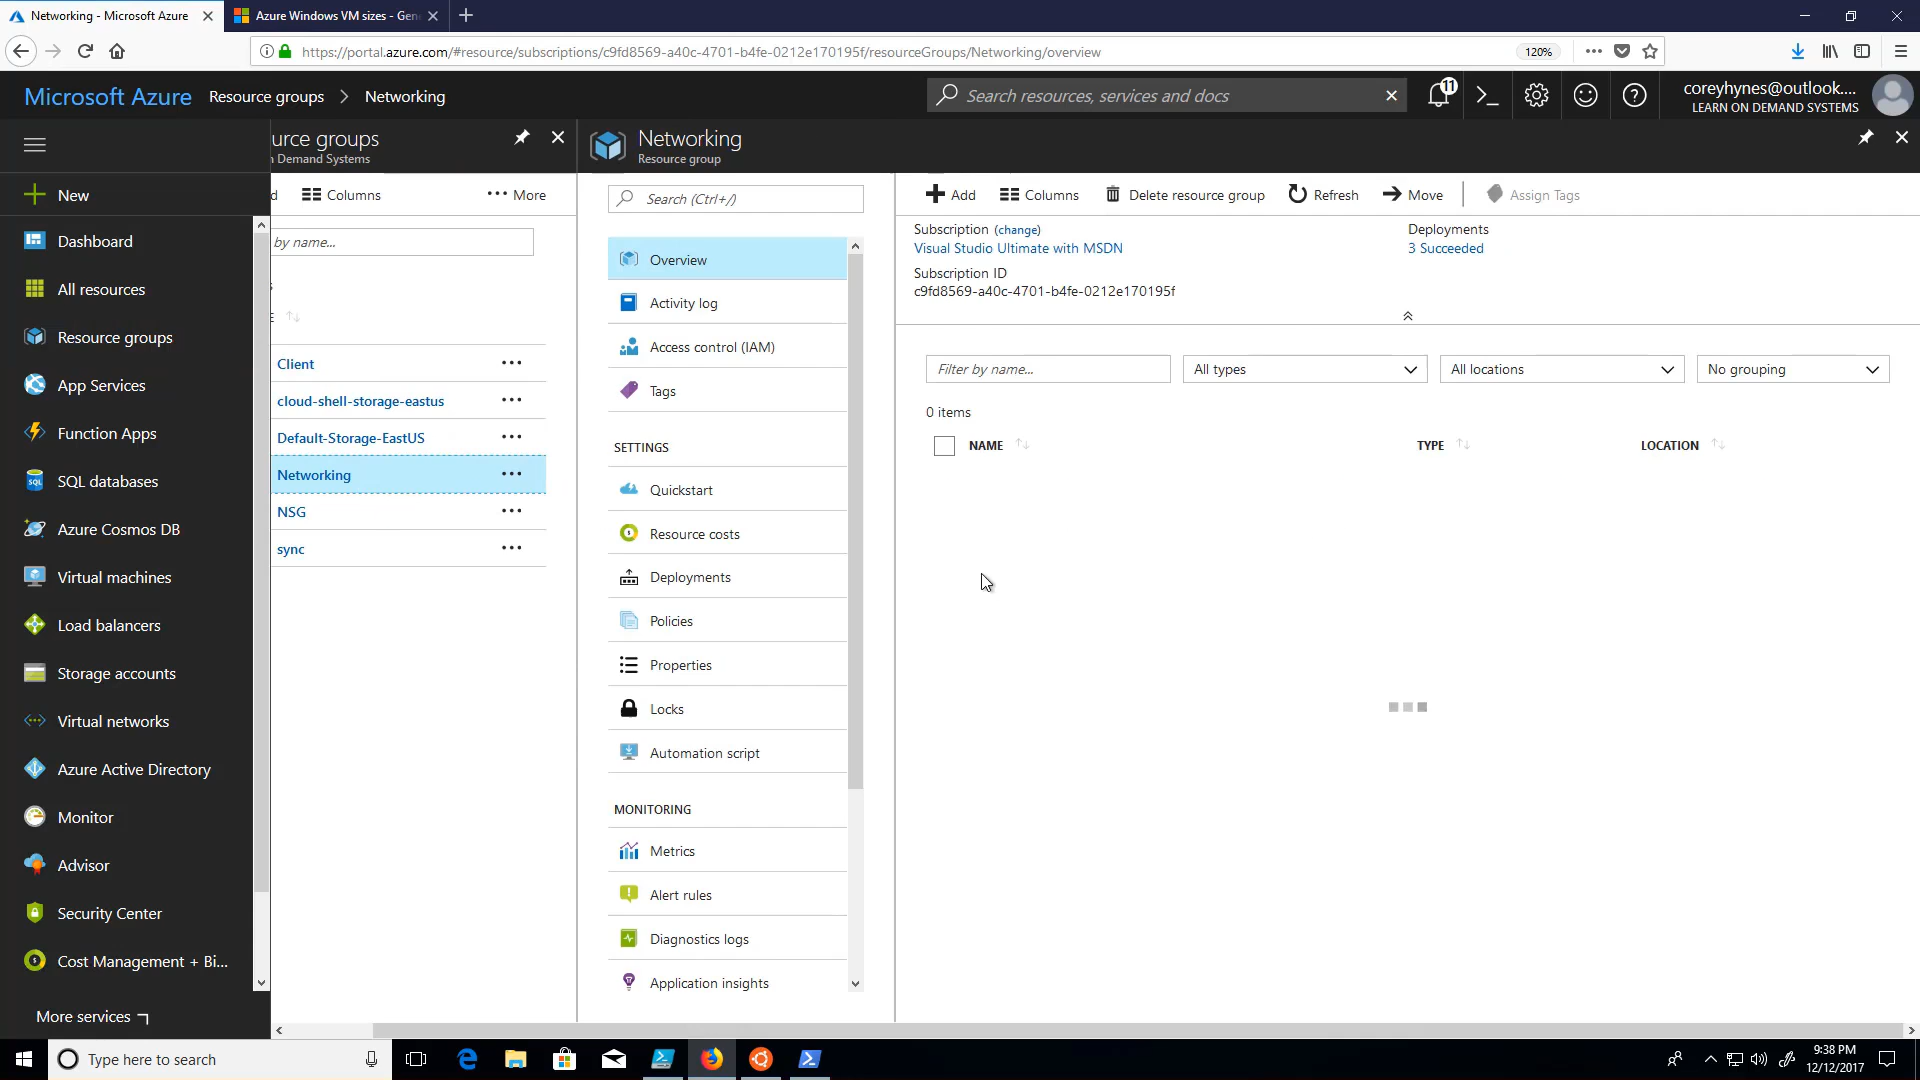 Networking - Microsoft Azure
Azure Windows VM sizes - Gen
https://portal.azure.com/#resource/subscriptions/c9fd8569-a40c-4701-b4fe-0212e170195f/resourceGroups/Networking/overview
120%
Microsoft Azure
Resource groups
Networking
Search resources, services and docs
11
coreyhynes@outlook....
LEARN ON DEMAND SYSTEMS
New
Dashboard
All resources
Resource groups
App Services
Function Apps
SQL databases
Azure Cosmos DB
Virtual machines
Load balancers
Storage accounts
Virtual networks
Azure Active Directory
Monitor
Advisor
Security Center
Cost Management + Bi...
More services
urce groups
Demand Systems
d
Columns
More
by name...
Client
cloud-shell-storage-eastus
Default-Storage-EastUS
Networking
NSG
sync
Networking
Resource group
Search (Ctrl+/)
Overview
Activity log
Access control (IAM)
Tags
SETTINGS
Quickstart
Resource costs
Deployments
Policies
Properties
Locks
Automation script
MONITORING
Metrics
Alert rules
Diagnostics logs
Application insights
Add
Columns
Delete resource group
Refresh
Move
Assign Tags
Subscription (change)
Visual Studio Ultimate with MSDN
Subscription ID
c9fd8569-a40c-4701-b4fe-0212e170195f
Deployments
3 Succeeded
Filter by name...
All types
All locations
No grouping
0 items
NAME
TYPE
LOCATION
Type here to search
9:38 PM
12/12/2017